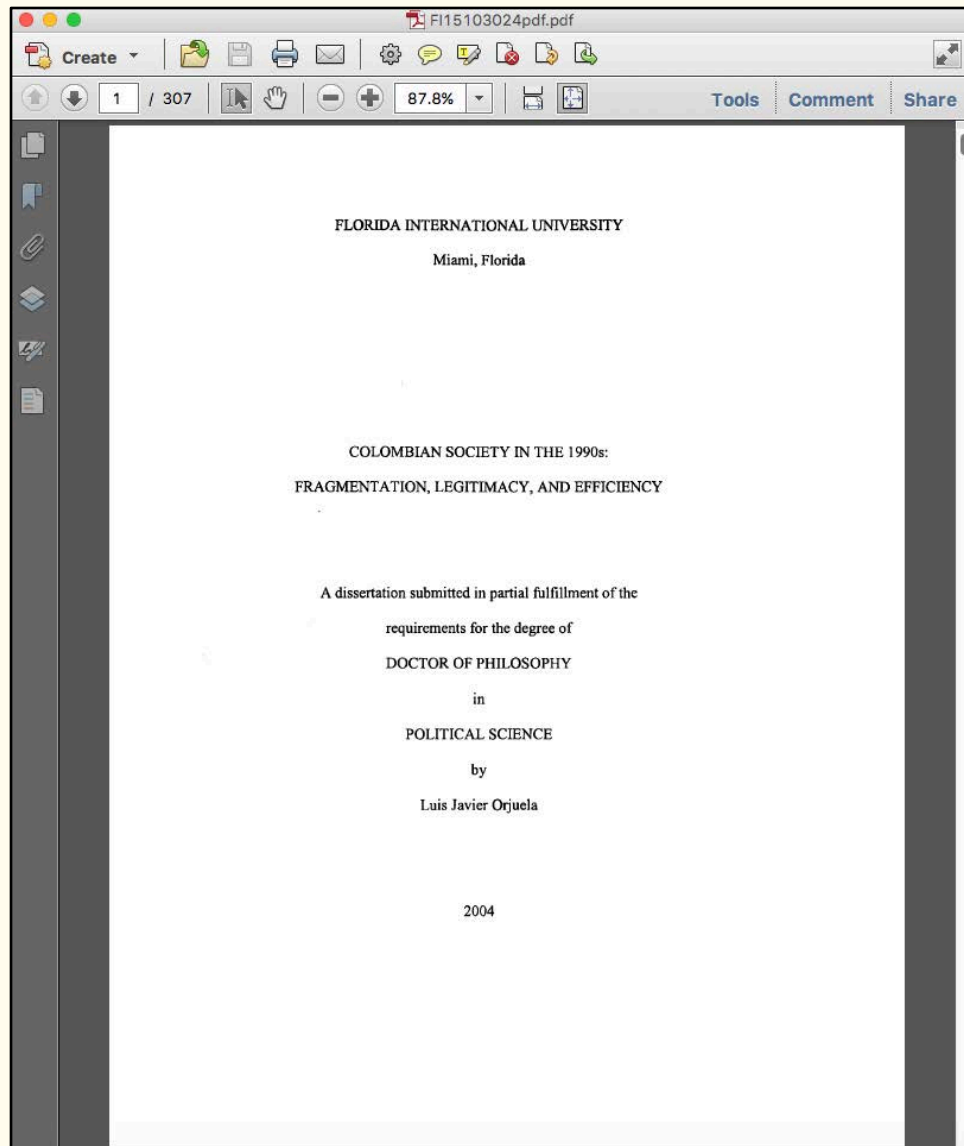 FI15103024pdf.pdf
Create
1 / 307 87.8% Tools Comment Share
FLORIDA INTERNATIONAL UNIVERSITY
Miami, Florida
COLOMBIAN SOCIETY IN THE 1990s:
FRAGMENTATION, LEGITIMACY, AND EFFICIENCY
A dissertation submitted in partial fulfillment of the
requirements for the degree of
DOCTOR OF PHILOSOPHY
in
POLITICAL SCIENCE
by
Luis Javier Orjuela
2004